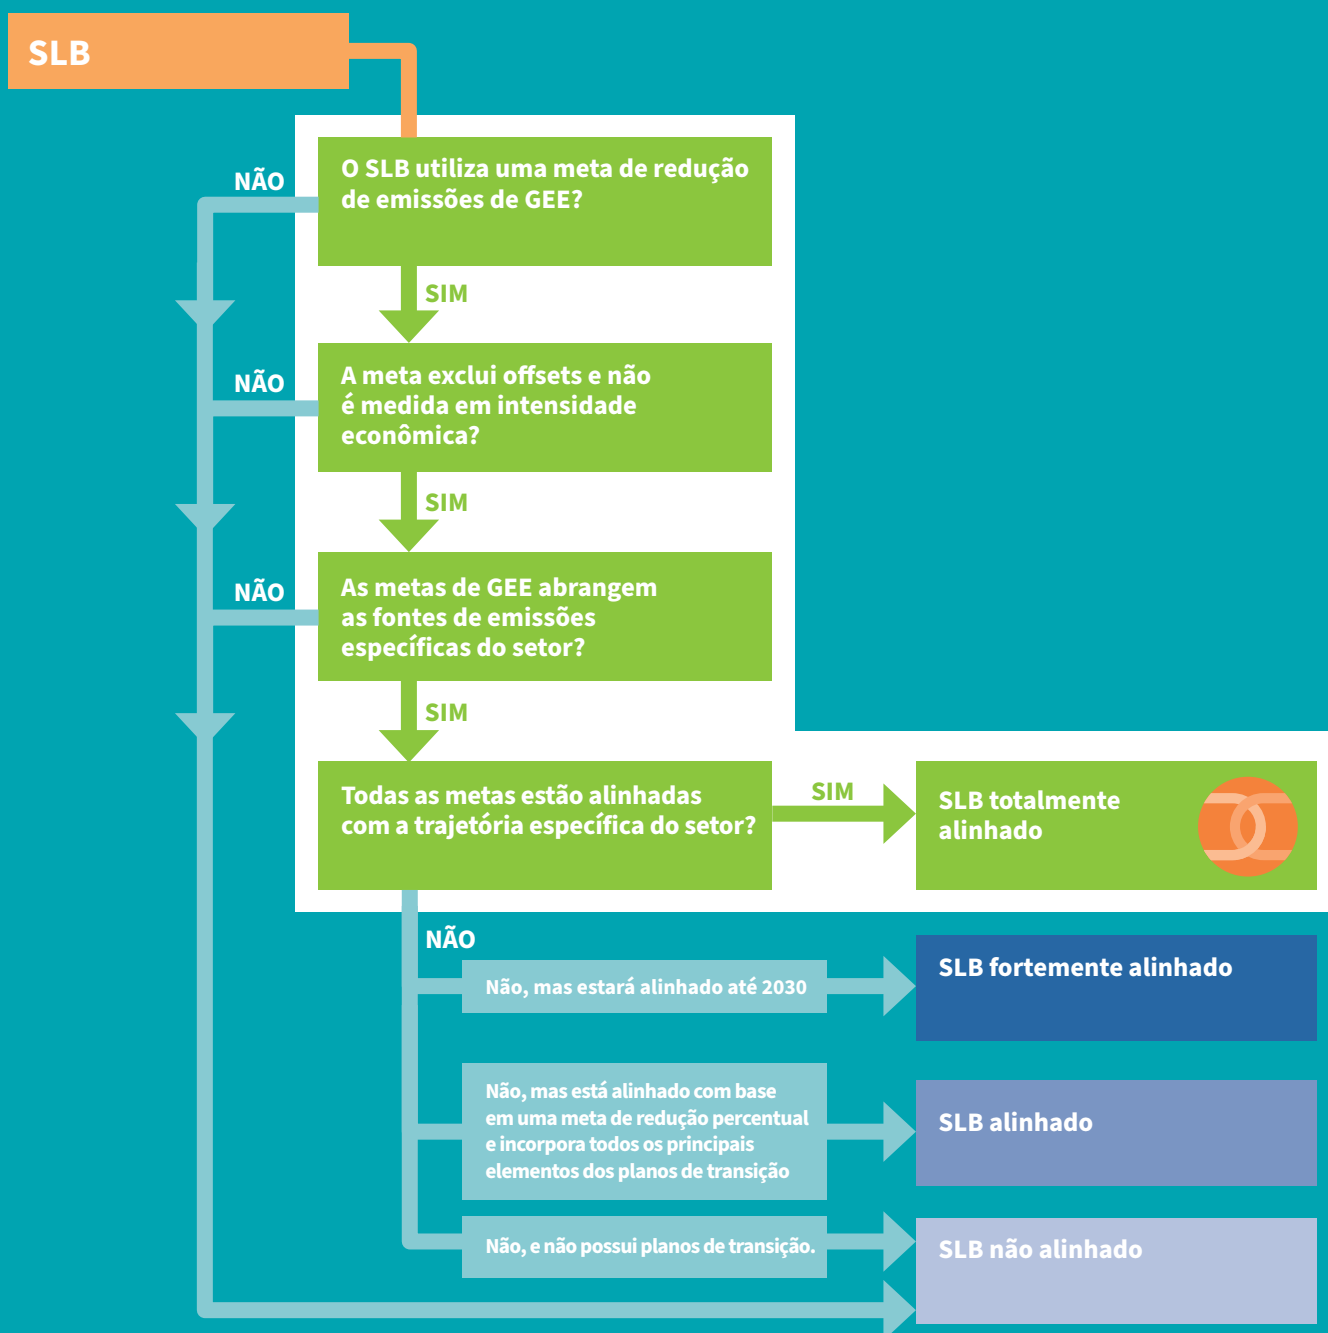 SLB
NÃO
O SLB utiliza uma meta de redução
de emissões de GEE?
SIM
NÃO
A meta exclui offsets e não
é medida em intensidade
econômica?
SIM
NÃO
As metas de GEE abrangem
as fontes de emissões
específicas do setor?
SIM
Todas as metas estão alinhadas
com a trajetória específica do setor?
SIM
SLB totalmente
alinhado
NÃO
Não, mas estará alinhado até 2030
SLB fortemente alinhado
Não, mas está alinhado com base
em uma meta de redução percentual
e incorpora todos os principais
elementos dos planos de transição
SLB alinhado
Não, e não possui planos de transição.
SLB não alinhado